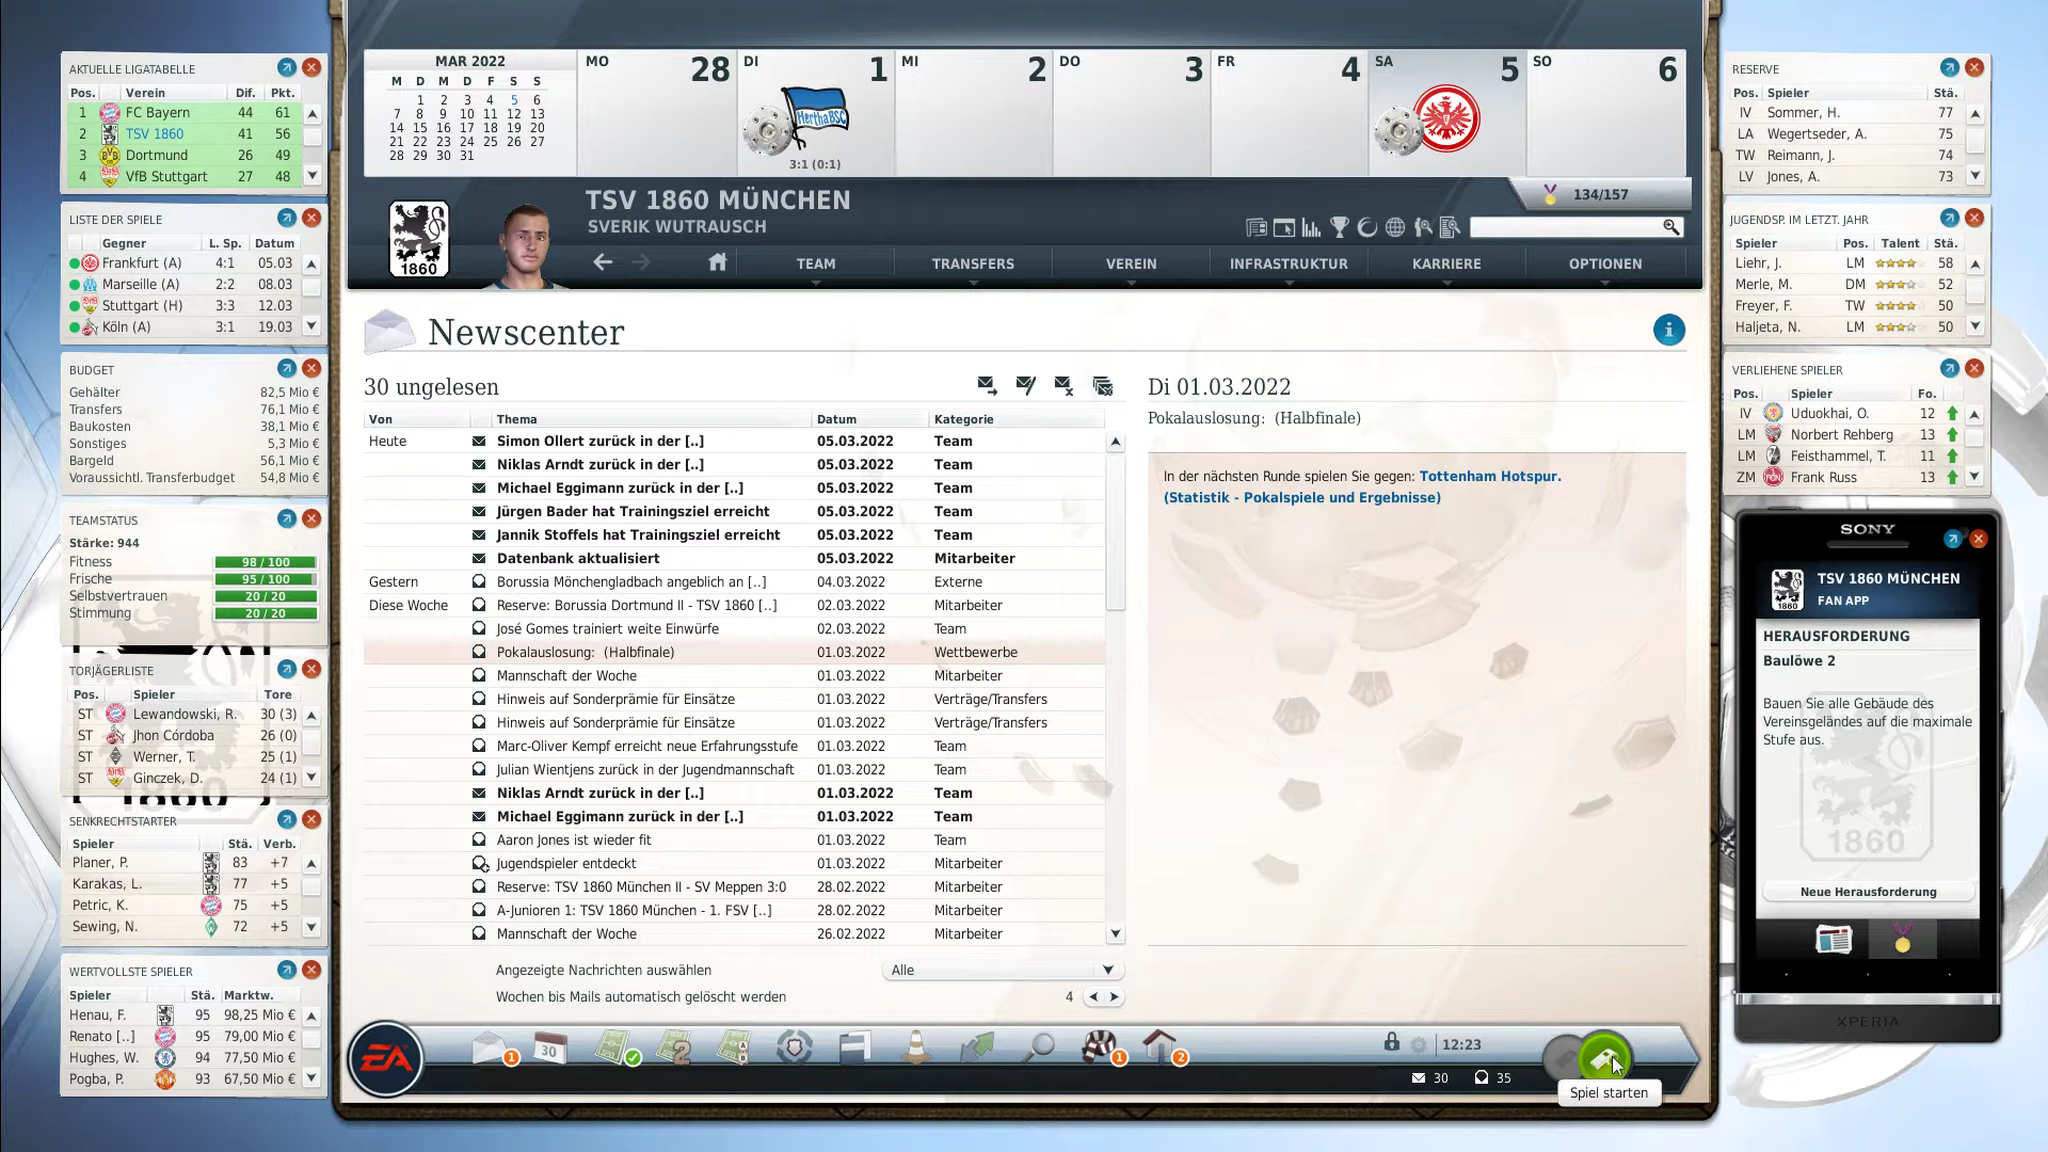 AKTUELLE LIGATABELLE
Pos. Verein Dif. Pkt.
1 FC Bayern 44 61
2 TSV 1860 41 56
3 Dortmund 26 49
4 VfB Stuttgart 27 48
LISTE DER SPIELE
Gegner L. Sp. Datum
Frankfurt (A) 4:1 05.03
Marseille (A) 2:2 08.03
Stuttgart (H) 3:3 12.03
Köln (A) 3:1 19.03
BUDGET
Gehälter 82,5 Mio €
Transfers 76,1 Mio €
Baukosten 38,1 Mio €
Sonstiges 5,3 Mio €
Bargeld 56,1 Mio €
Voraussichtl. Transferbudget 54,8 Mio €
TEAMSTATUS
Stärke: 944
Fitness 98 / 100
Frische 95 / 100
Selbstvertrauen 20 / 20
Stimmung 20 / 20
TORJÄGERLISTE
Pos. Spieler Tore
ST Lewandowski, R. 30 (3)
ST Jhon Córdoba 26 (0)
ST Werner, T. 25 (1)
ST Ginczek, D. 24 (1)
SENKRECHTSTARTER
Spieler Stä. Verb.
Planer, P. 83 +7
Karakas, L. 77 +5
Petric, K. 75 +5
Sewing, N. 72 +5
WERTVOLLSTE SPIELER
Spieler Stä. Marktw.
Henau, F. 95 98,25 Mio €
Renato [..] 95 79,00 Mio €
Hughes, W. 94 77,50 Mio €
Pogba, P. 93 67,50 Mio €
MAR 2022
M D M D F S S
1 2 3 4 5 6
7 8 9 10 11 12 13
14 15 16 17 18 19 20
21 22 23 24 25 26 27
28 29 30 31
MO 28
DI 1
Hertha BSC
3:1 (0:1)
MI 2
DO 3
FR 4
SA 5
SO 6
1860
TSV 1860 MÜNCHEN
SVERIK WUTRAUSCH
134/157
TEAM TRANSFERS VEREIN INFRASTRUKTUR KARRIERE OPTIONEN
Newscenter
i
30 ungelesen
Von Thema Datum Kategorie
Heute Simon Ollert zurück in der [..] 05.03.2022 Team
Niklas Arndt zurück in der [..] 05.03.2022 Team
Michael Eggimann zurück in der [..] 05.03.2022 Team
Jürgen Bader hat Trainingsziel erreicht 05.03.2022 Team
Jannik Stoffels hat Trainingsziel erreicht 05.03.2022 Team
Datenbank aktualisiert 05.03.2022 Mitarbeiter
Gestern Borussia Mönchengladbach angeblich an [..] 04.03.2022 Externe
Diese Woche Reserve: Borussia Dortmund II - TSV 1860 [..] 02.03.2022 Mitarbeiter
José Gomes trainiert weite Einwürfe 02.03.2022 Team
Pokalauslosung: (Halbfinale) 01.03.2022 Wettbewerbe
Mannschaft der Woche 01.03.2022 Mitarbeiter
Hinweis auf Sonderprämie für Einsätze 01.03.2022 Verträge/Transfers
Hinweis auf Sonderprämie für Einsätze 01.03.2022 Verträge/Transfers
Marc-Oliver Kempf erreicht neue Erfahrungsstufe 01.03.2022 Team
Julian Wientjens zurück in der Jugendmannschaft 01.03.2022 Team
Niklas Arndt zurück in der [..] 01.03.2022 Team
Michael Eggimann zurück in der [..] 01.03.2022 Team
Aaron Jones ist wieder fit 01.03.2022 Team
Jugendspieler entdeckt 01.03.2022 Mitarbeiter
Reserve: TSV 1860 München II - SV Meppen 3:0 28.02.2022 Mitarbeiter
A-Junioren 1: TSV 1860 München - 1. FSV [..] 28.02.2022 Mitarbeiter
Mannschaft der Woche 26.02.2022 Mitarbeiter
Angezeigte Nachrichten auswählen Alle
Wochen bis Mails automatisch gelöscht werden 4
Di 01.03.2022
Pokalauslosung: (Halbfinale)
In der nächsten Runde spielen Sie gegen: Tottenham Hotspur.
(Statistik - Pokalspiele und Ergebnisse)
EA
1 30 2 1 2
12:23
30 35
Spiel starten
RESERVE
Pos. Spieler Stä.
IV Sommer, H. 77
LA Wegertseder, A. 75
TW Reimann, J. 74
LV Jones, A. 73
JUGENDSP. IM LETZT. JAHR
Spieler Pos. Talent Stä.
Liehr, J. LM 58
Merle, M. DM 52
Freyer, F. TW 50
Haljeta, N. LM 50
VERLIEHENE SPIELER
Pos. Spieler Fo.
IV Uduokhai, O. 12
LM Norbert Rehberg 13
LM Feisthammel, T. 11
ZM Frank Russ 13
SONY
1860
TSV 1860 MÜNCHEN
FAN APP
HERAUSFORDERUNG
Baulöwe 2
Bauen Sie alle Gebäude des
Vereinsgeländes auf die maximale
Stufe aus.
1860
Neue Herausforderung
XPERIA